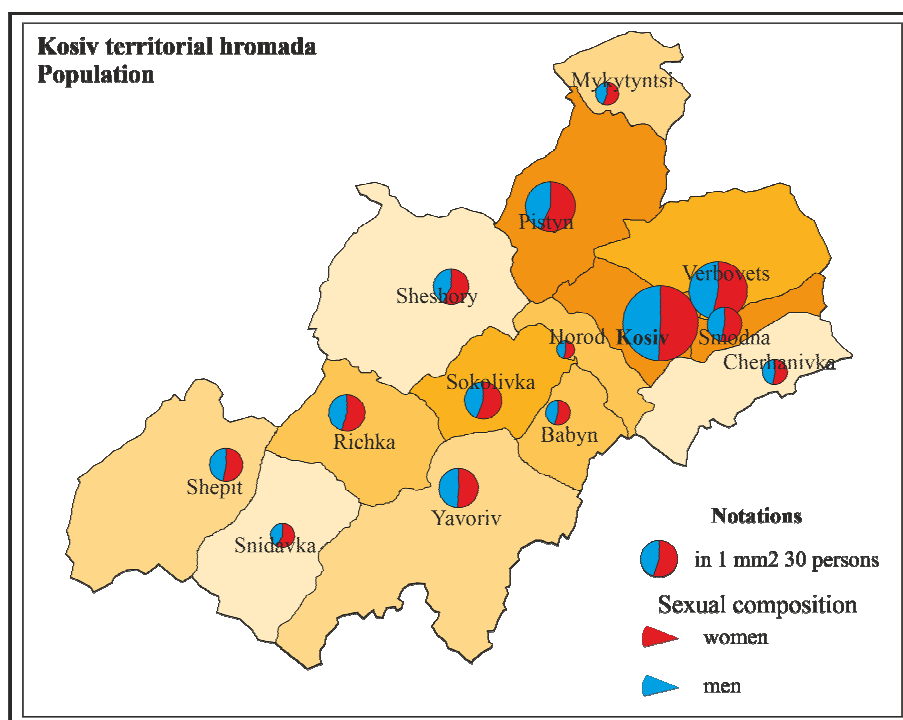 Kosiv territorial hromada
Population
Mykytyntsi
Pistyn
Verbovets
Sheshory
Horod
Kosiv
Smodna
Cherhanivka
Sokolivka
Richka
Babyn
Shepit
Yavoriv
Snidavka
Notations
in 1 mm2 30 persons
Sexual composition
women
men